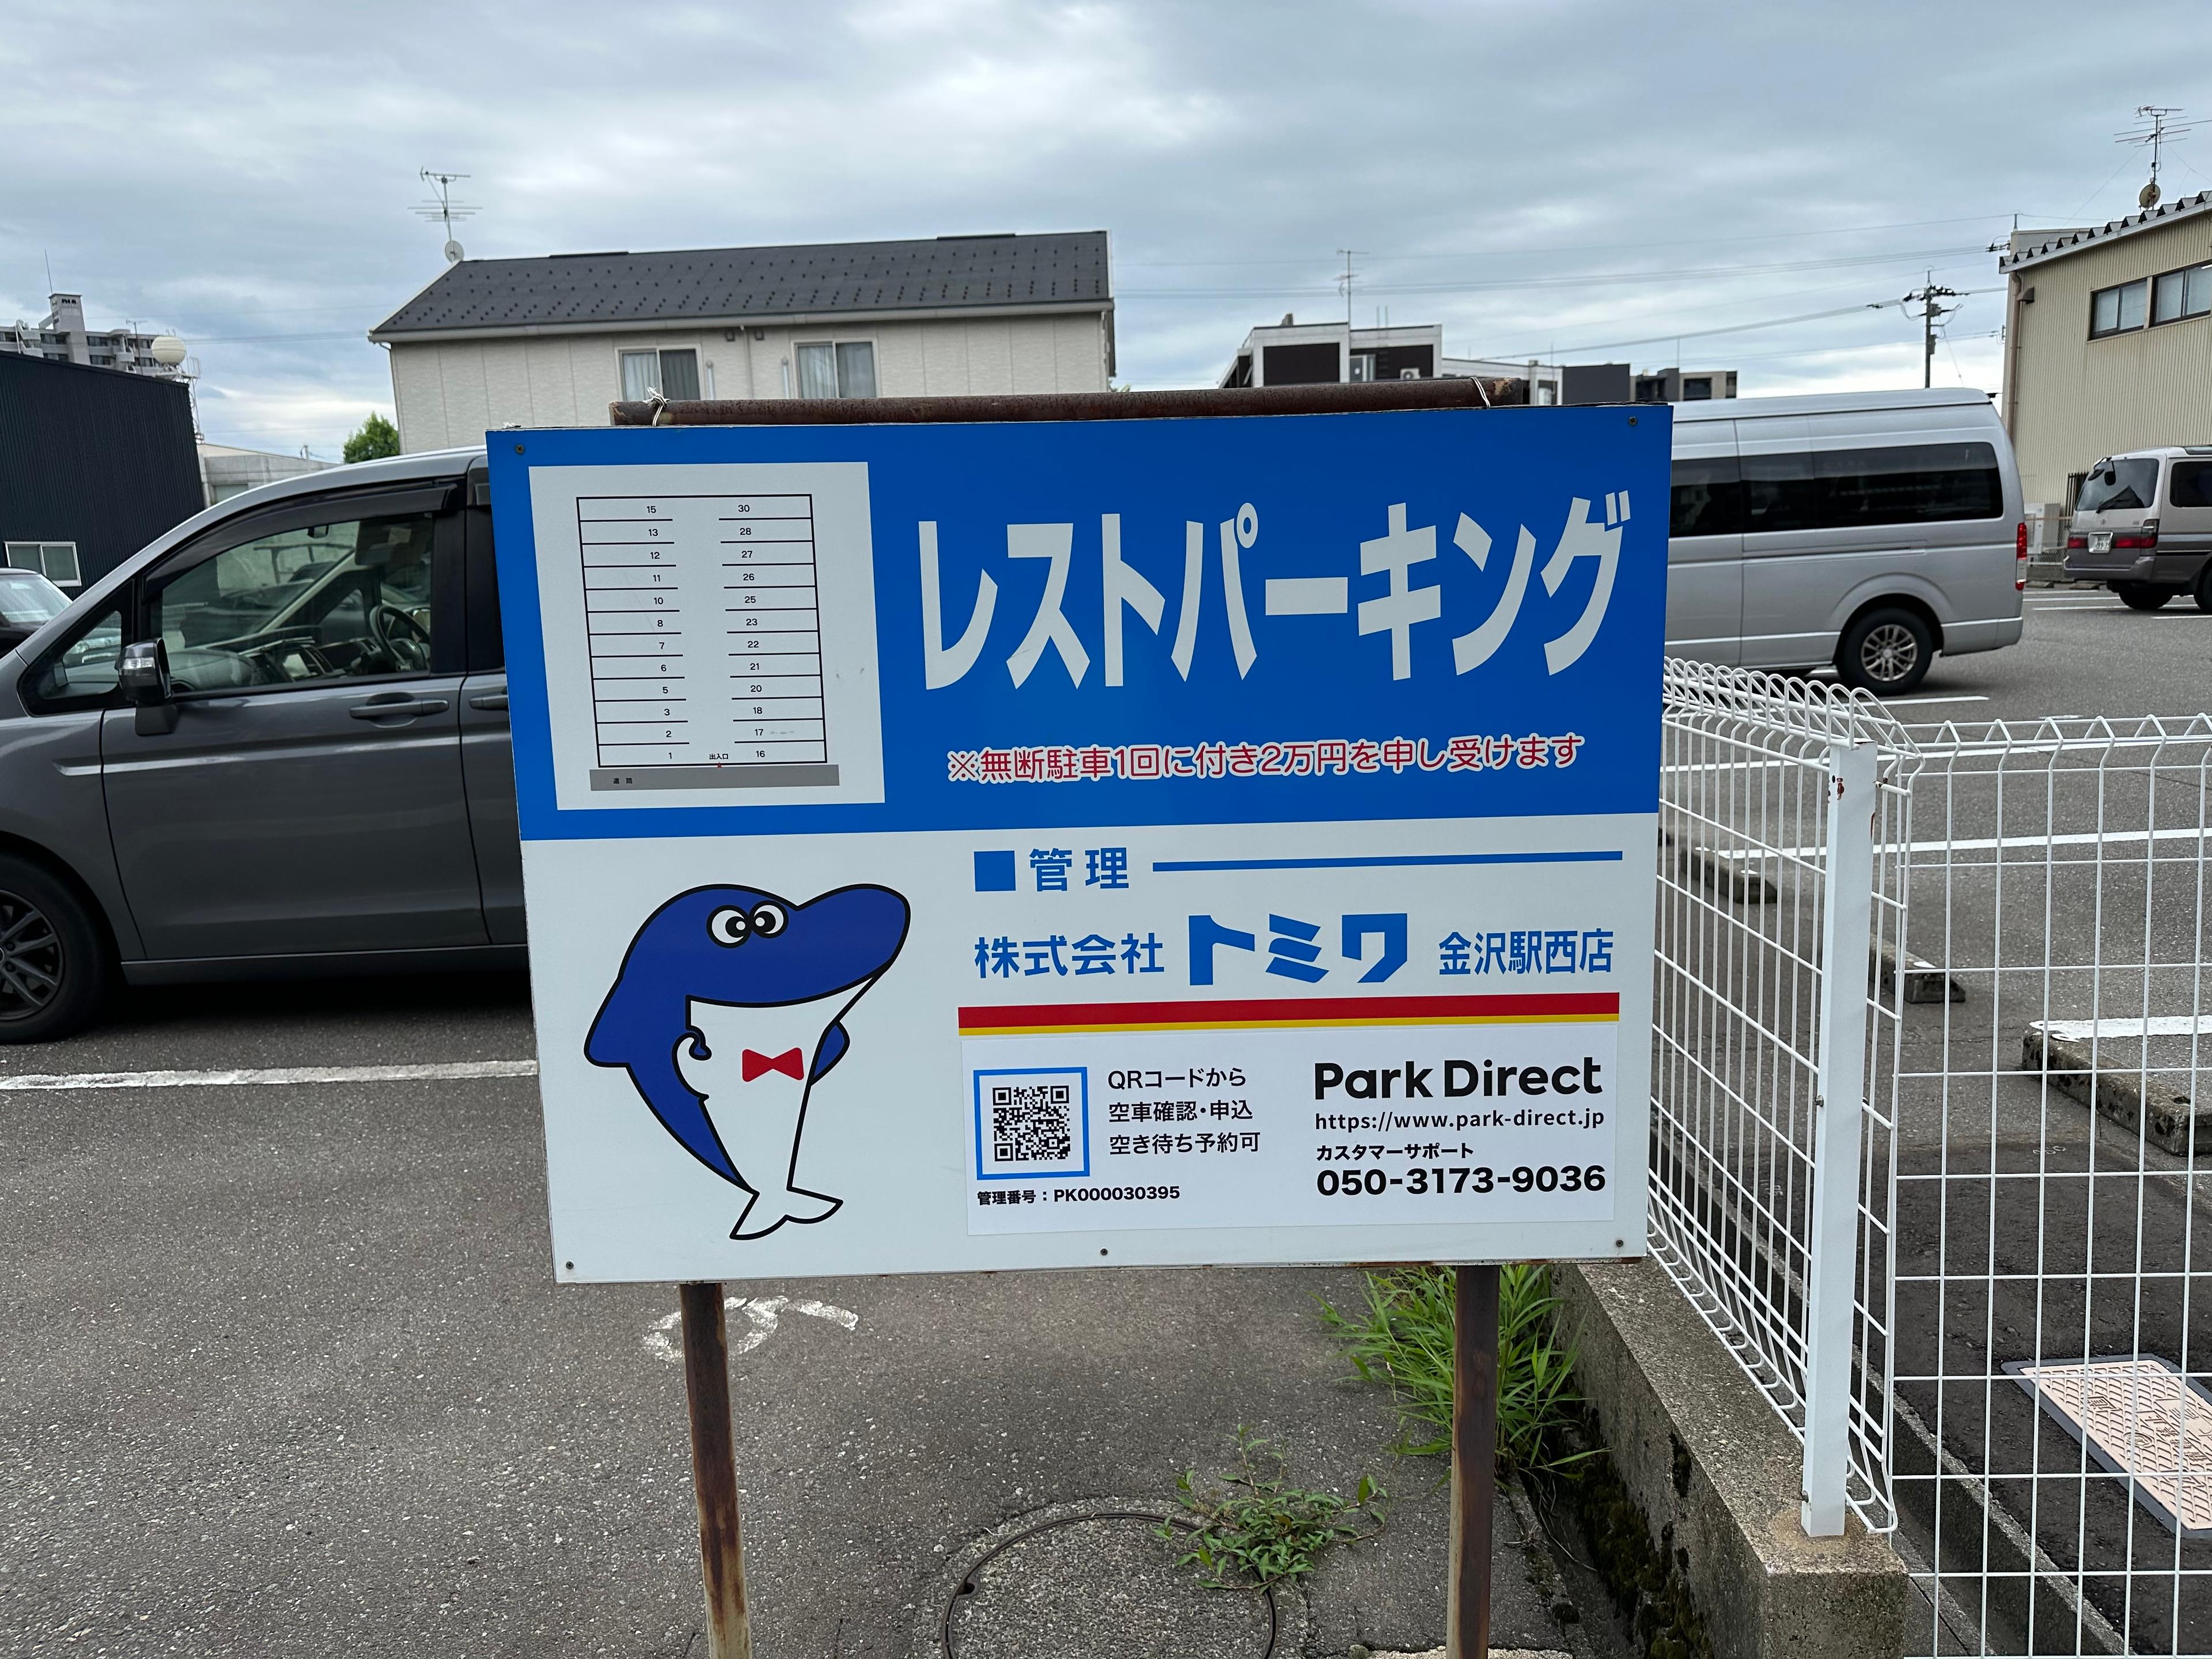 15 30
13 28
12 27
11 26
10 25
8 23
7 22
6 21
5 20
3 18
2 17
1 出入口 16
道路
レストパーキング
※無断駐車1回に付き2万円を申し受けます
■管理
株式会社トミワ 金沢駅西店
QRコードから
空車確認・申込
空き待ち予約可
管理番号：PK000030395
Park Direct
https://www.park-direct.jp
カスタマーサポート
050-3173-9036